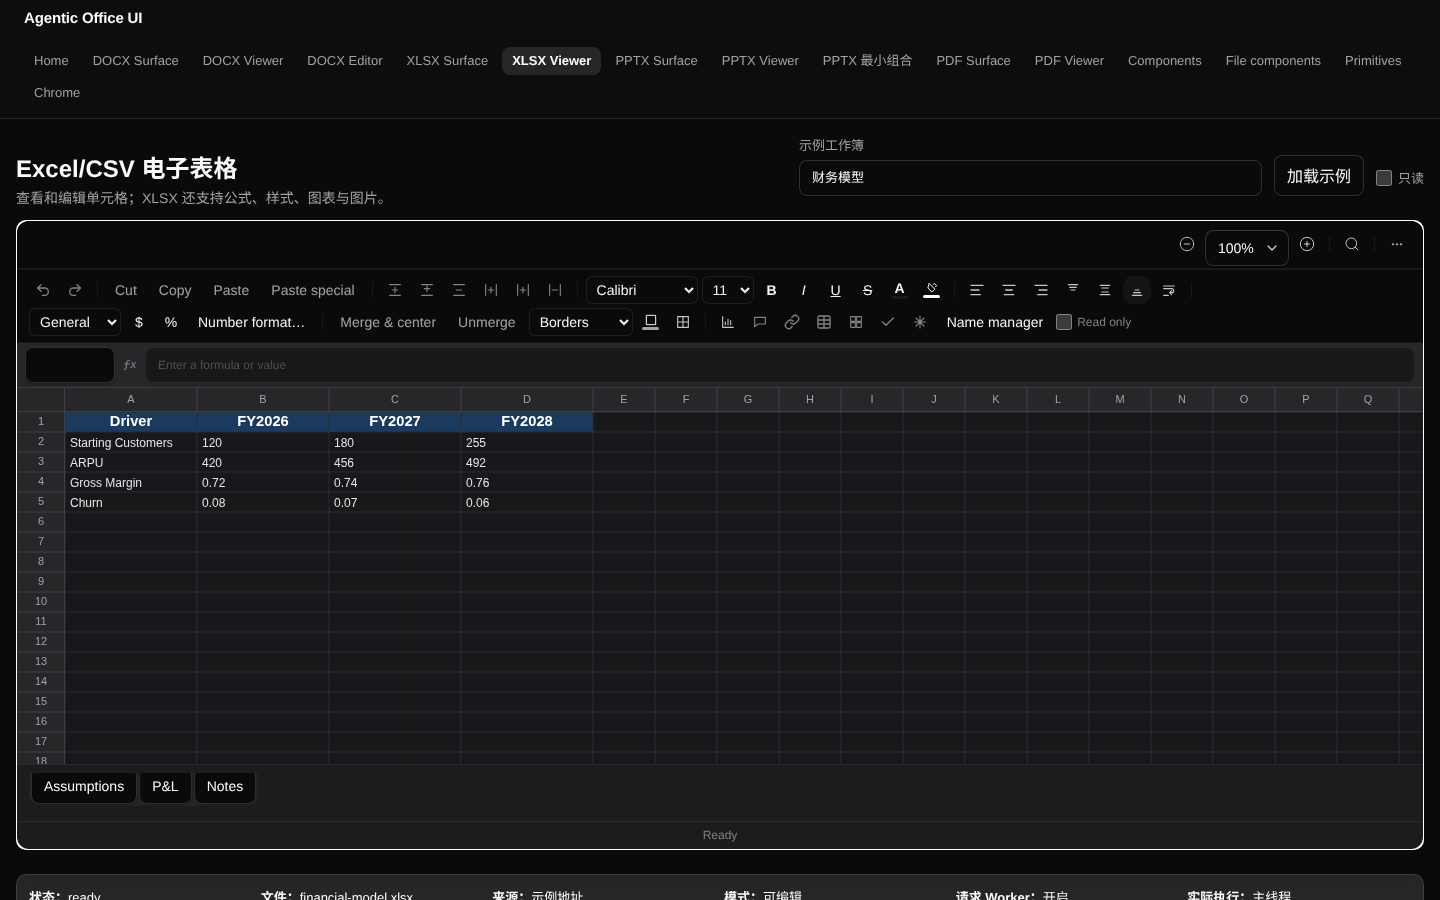 Agentic Office UI
Home DOCX Surface DOCX Viewer DOCX Editor XLSX Surface XLSX Viewer PPTX Surface PPTX Viewer PPTX 最小组合 PDF Surface PDF Viewer Components File components Primitives
Chrome
示例工作簿
Excel/CSV 电子表格
查看和编辑单元格；XLSX 还支持公式、样式、图表与图片。
财务模型
加载示例
只读
100%
Cut Copy Paste Paste special Calibri 11 B I U S A
General $ % Number format... Merge & center Unmerge Borders Name manager Read only
fx Enter a formula or value
A B C D E F G H I J K L M N O P Q
1 Driver FY2026 FY2027 FY2028
2 Starting Customers 120 180 255
3 ARPU 420 456 492
4 Gross Margin 0.72 0.74 0.76
5 Churn 0.08 0.07 0.06
6
7
8
9
10
11
12
13
14
15
16
17
18
Assumptions P&L Notes
Ready
状态：ready 文件：financial-model.xlsx 来源：示例地址 模式：可编辑 请求 Worker：开启 实际执行：主线程